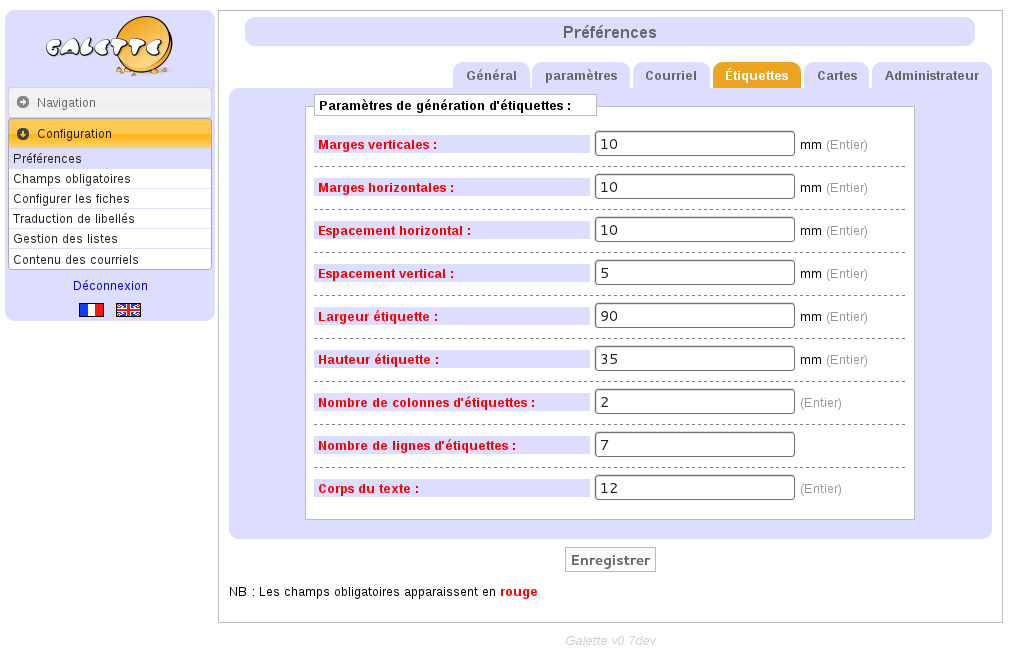 GALETTE
Navigation
Configuration
Préférences
Champs obligatoires
Configurer les fiches
Traduction de libellés
Gestion des listes
Contenu des courriels
Déconnexion
Préférences
Général paramètres Courriel Étiquettes Cartes Administrateur
Paramètres de génération d'étiquettes :
Marges verticales : 10 mm (Entier)
Marges horizontales : 10 mm (Entier)
Espacement horizontal : 10 mm (Entier)
Espacement vertical : 5 mm (Entier)
Largeur étiquette : 90 mm (Entier)
Hauteur étiquette : 35 mm (Entier)
Nombre de colonnes d'étiquettes : 2 (Entier)
Nombre de lignes d'étiquettes : 7
Corps du texte : 12 (Entier)
Enregistrer
NB : Les champs obligatoires apparaissent en rouge
Galette v0.7dev